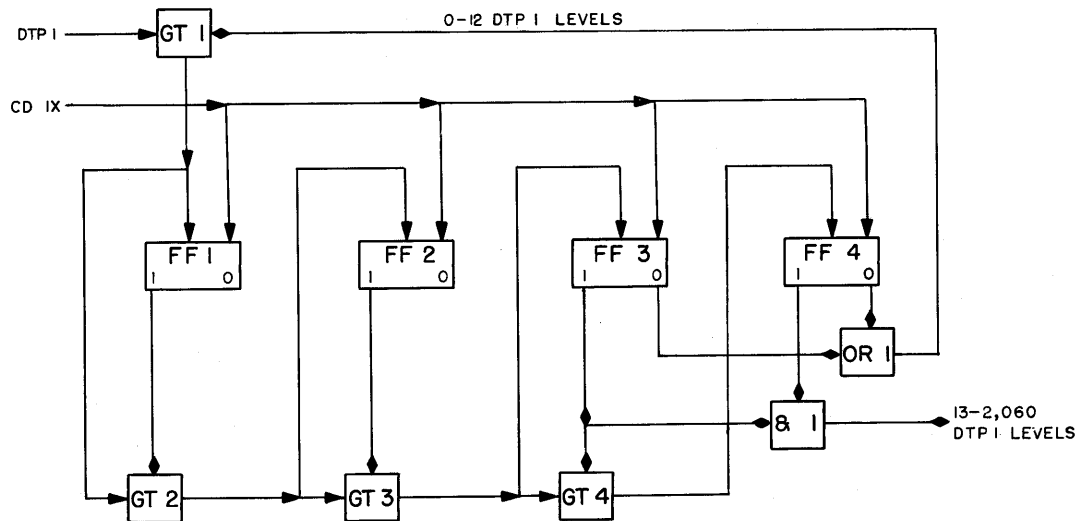 0-12 DTP 1 LEVELS
DTP 1
GT 1
CD 1X
FF 1
1 0
FF 2
1 0
FF 3
1 0
FF 4
1 0
OR 1
& 1
13-2,060
DTP 1 LEVELS
GT 2
GT 3
GT 4